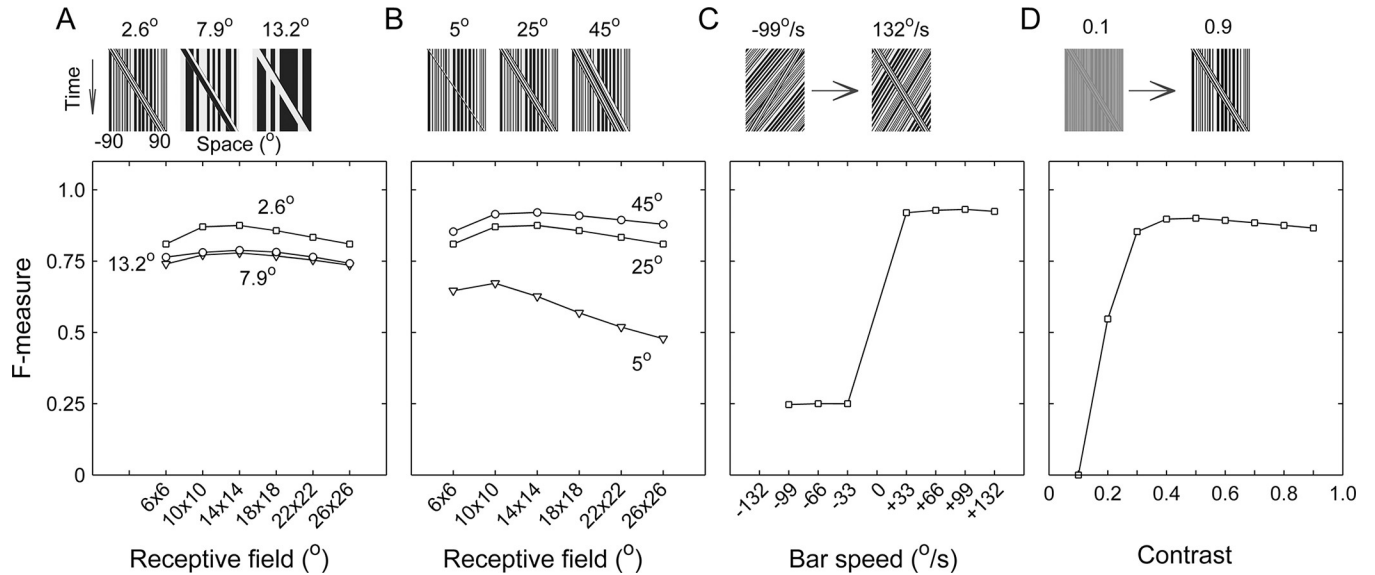 A
2.6° 7.9° 13.2°
Time
-90 90 Space (°)
B
5° 25° 45°
C
-99°/s 132°/s
D
0.1 0.9
F-measure
1.0
0.75
0.5
0.25
0
2.6°
13.2°
7.9°
6x6 10x10 14x14 18x18 22x22 26x26
Receptive field (°)
45°
25°
5°
6x6 10x10 14x14 18x18 22x22 26x26
Receptive field (°)
-132 -99 -66 -33 0 +33 +66 +99 +132
Bar speed (°/s)
0 0.2 0.4 0.6 0.8 1.0
Contrast